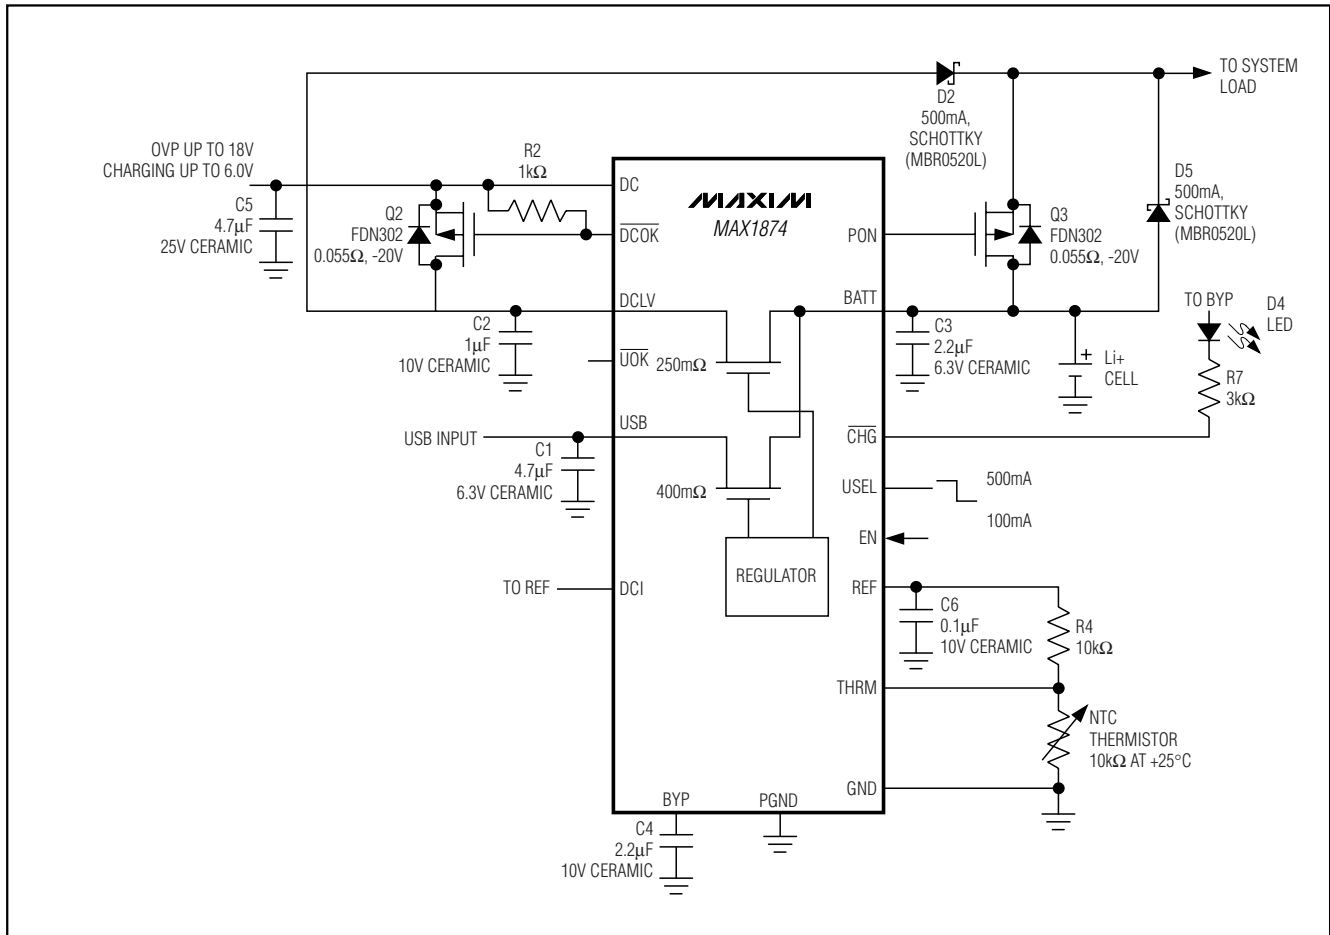 TO SYSTEM
LOAD
D2
500mA,
SCHOTTKY
(MBR0520L)
OVP UP TO 18V
CHARGING UP TO 6.0V
R2
1kΩ
C5
4.7μF
25V CERAMIC
Q2
FDN302
0.055Ω, -20V
DC
DCOK
MAXIM
MAX1874
PON
Q3
FDN302
0.055Ω, -20V
D5
500mA,
SCHOTTKY
(MBR0520L)
DCLV
BATT
C2
1μF
10V CERAMIC
UOK
250mΩ
C3
2.2μF
6.3V CERAMIC
+
Li+
CELL
TO BYP
D4
LED
R7
3kΩ
USB INPUT
USB
CHG
C1
4.7μF
6.3V CERAMIC
400mΩ
USEL
500mA
100mA
EN
REGULATOR
TO REF
DCI
REF
C6
0.1μF
10V CERAMIC
R4
10kΩ
THRM
NTC
THERMISTOR
10kΩ AT +25°C
GND
BYP
PGND
C4
2.2μF
10V CERAMIC